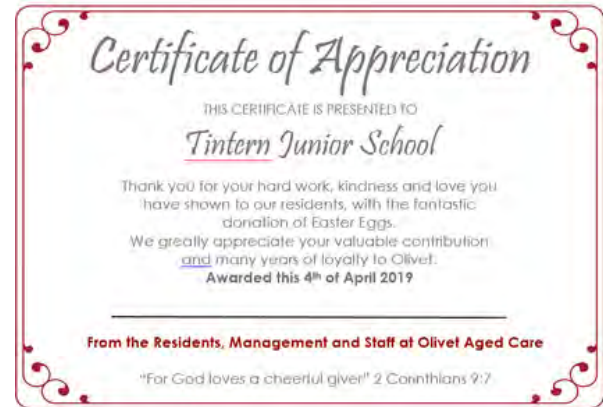 Certificate of Appreciation
THIS CERTIFICATE IS PRESENTED TO
Tintern Junior School
Thank you for your hard work, kindness and love you
have shown to our residents, with the fantastic
donation of Easter Eggs.
We greatly appreciate your valuable contribution
and many years of loyalty to Olivet.
Awarded this 4th of April 2019
From the Residents, Management and Staff at Olivet Aged Care
"For God loves a cheerful giver" 2 Corinthians 9:7